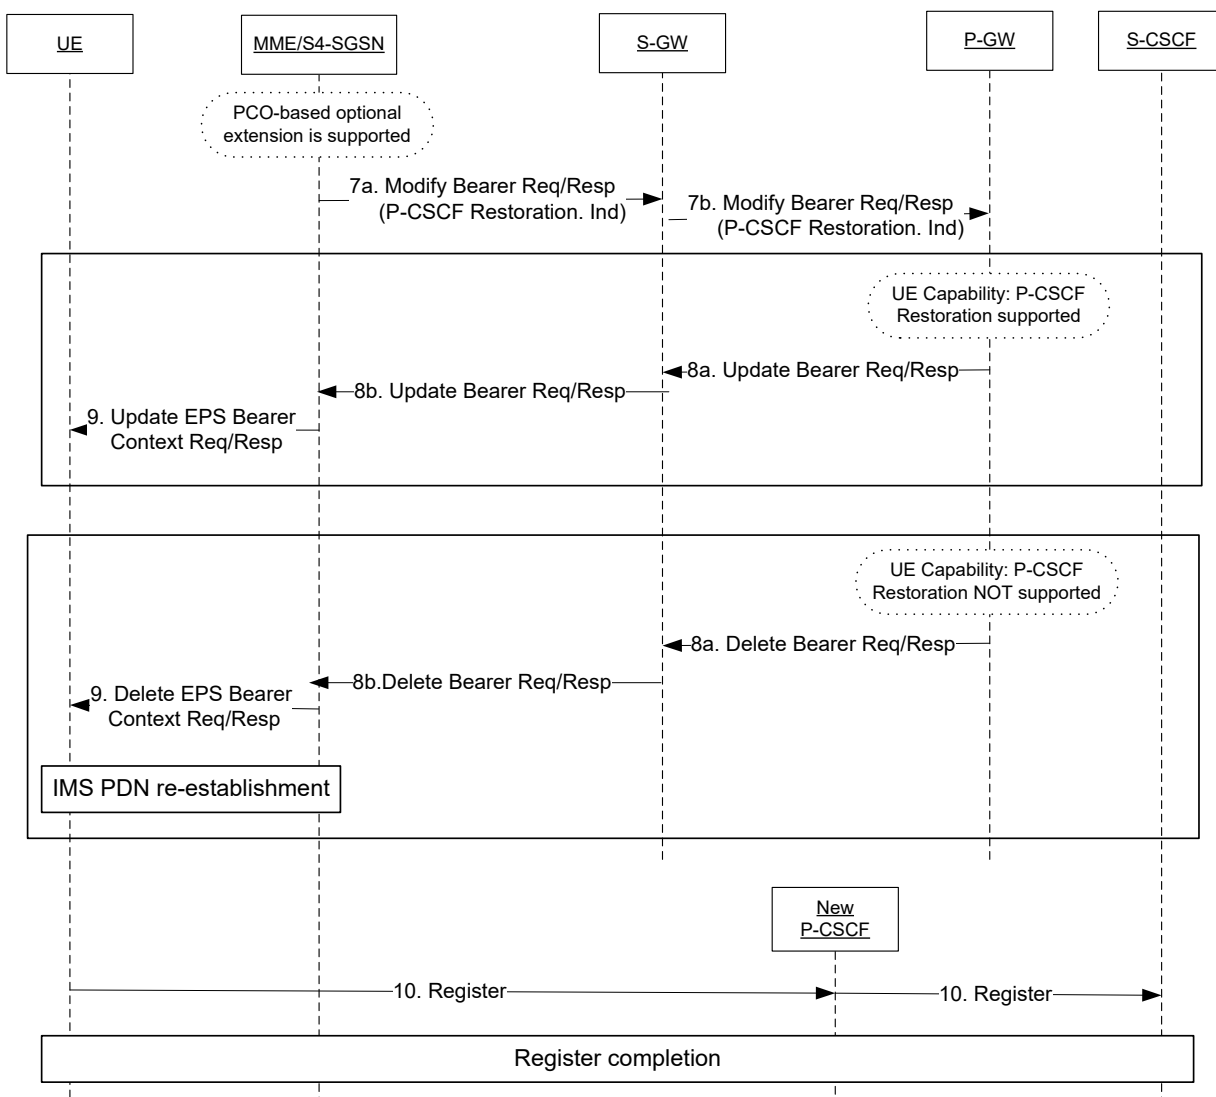 UE
MME/S4-SGSN
S-GW
P-GW
S-CSCF
PCO-based optional
extension is supported
7a. Modify Bearer Req/Resp
(P-CSCF Restoration. Ind)
7b. Modify Bearer Req/Resp
(P-CSCF Restoration. Ind)
UE Capability: P-CSCF
Restoration supported
8a. Update Bearer Req/Resp
8b. Update Bearer Req/Resp
9. Update EPS Bearer
Context Req/Resp
UE Capability: P-CSCF
Restoration NOT supported
8a. Delete Bearer Req/Resp
8b.Delete Bearer Req/Resp
9. Delete EPS Bearer
Context Req/Resp
IMS PDN re-establishment
New
P-CSCF
10. Register
10. Register
Register completion